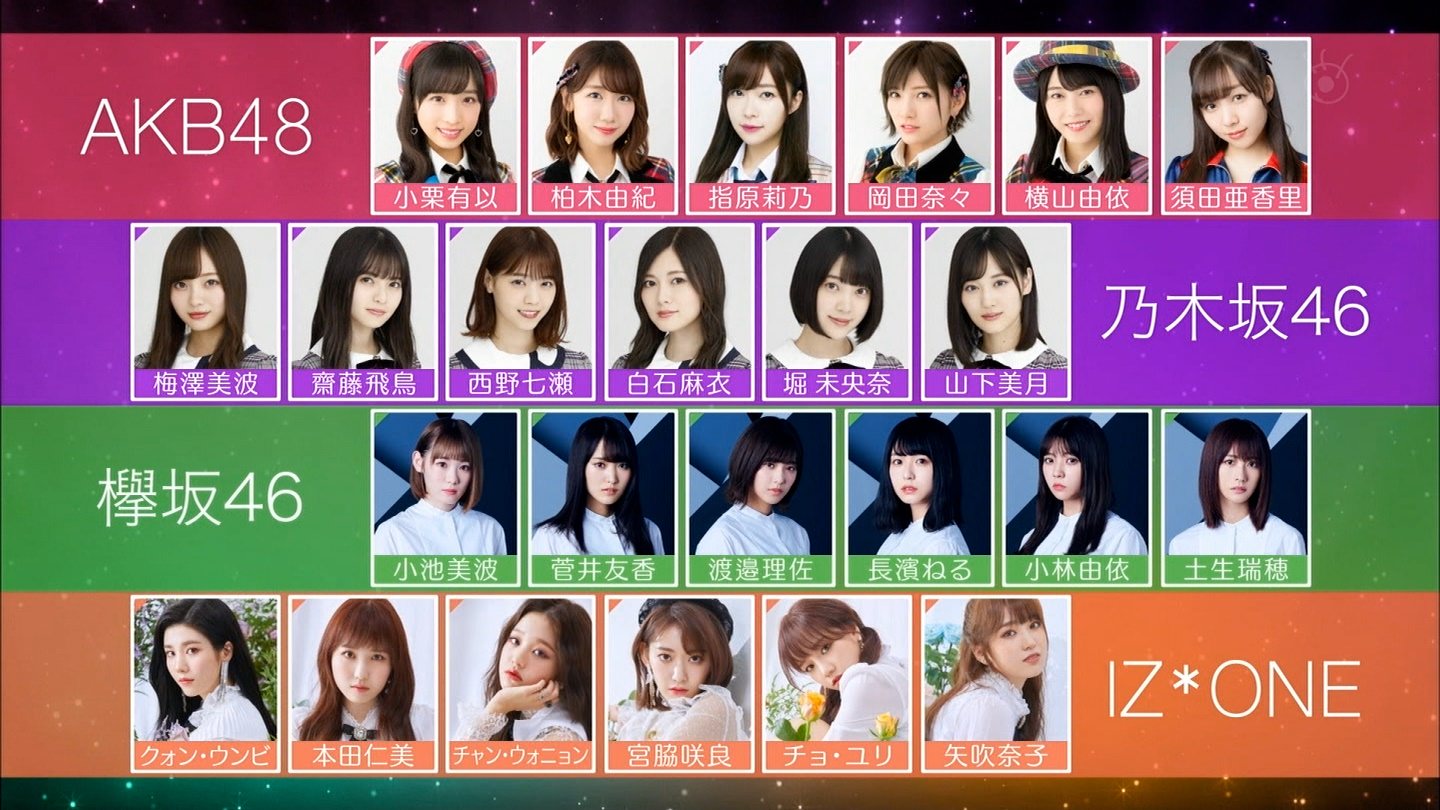 AKB48
小栗有以
柏木由紀
指原莉乃
岡田奈々
横山由依
須田亜香里
梅澤美波
齋藤飛鳥
西野七瀬
白石麻衣
堀 未央奈
山下美月
乃木坂46
欅坂46
小池美波
菅井友香
渡邉理佐
長濱ねる
小林由依
土生瑞穂
クォン・ウンビ
本田仁美
チャン・ウォニョン
宮脇咲良
チョ・ユリ
矢吹奈子
IZ*ONE